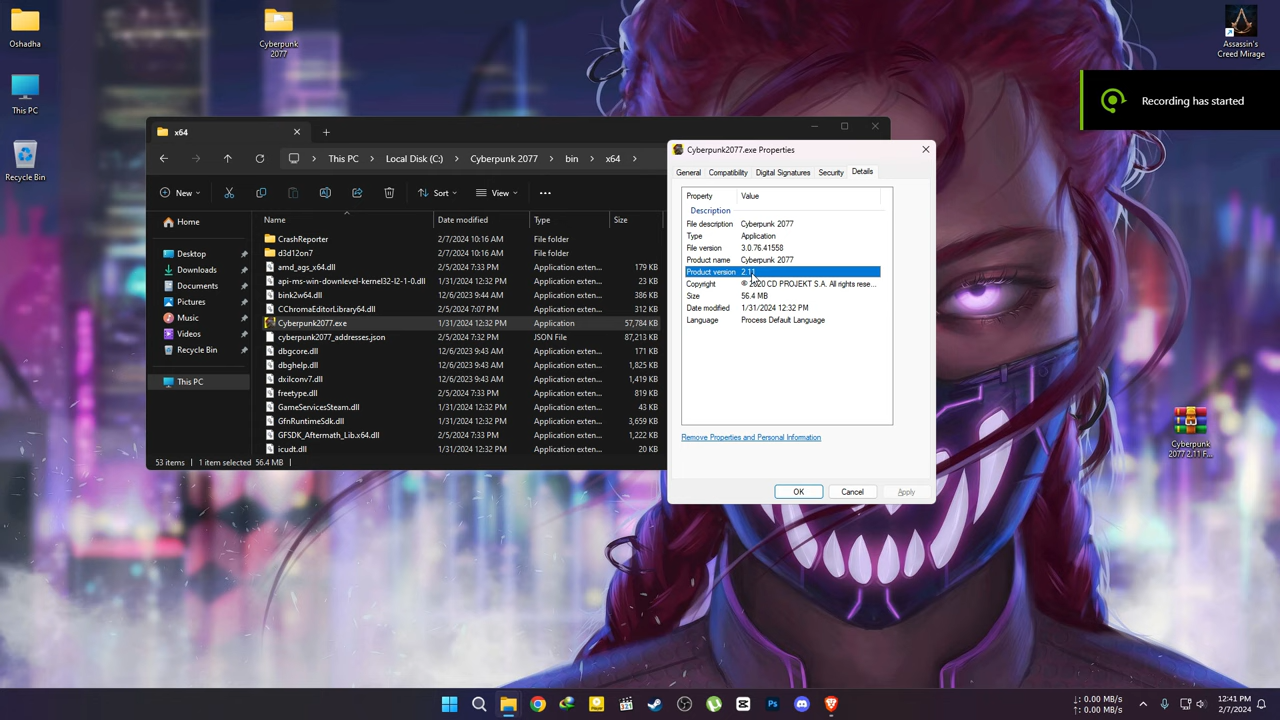 Oshadha
Cyberpunk
2077
Assassin's
Creed Mirage
This PC
Recycle Bin
Recording has started
x64
This PC
Local Disk (C:)
Cyberpunk 2077
bin
x64
New
Sort
View
Home
Desktop
Downloads
Documents
Pictures
Music
Videos
Recycle Bin
This PC
Name Date modified Type Size
CrashReporter 2/7/2024 10:16 AM File folder
d3d12on7 2/7/2024 10:16 AM File folder
amd_ags_x64.dll 2/5/2024 7:33 PM Application exten... 179 KB
api-ms-win-downlevel-kernel32-l2-1-0.dll 1/31/2024 12:32 PM Application exten... 23 KB
bink2w64.dll 12/6/2023 9:44 AM Application exten... 386 KB
CChromaEditorLibrary64.dll 2/5/2024 7:07 PM Application exten... 312 KB
Cyberpunk2077.exe 1/31/2024 12:32 PM Application 57,784 KB
cyberpunk2077_addresses.json 2/5/2024 7:32 PM JSON File 87,213 KB
dbgcore.dll 12/6/2023 9:43 AM Application exten... 171 KB
dbghelp.dll 12/6/2023 9:43 AM Application exten... 1,825 KB
dxilconv7.dll 12/6/2023 9:43 AM Application exten... 1,419 KB
freetype.dll 2/5/2024 7:33 PM Application exten... 819 KB
GameServicesSteam.dll 1/31/2024 12:32 PM Application exten... 43 KB
GfnRuntimeSdk.dll 1/31/2024 12:32 PM Application exten... 3,659 KB
GFSDK_Aftermath_Lib.x64.dll 2/5/2024 7:33 PM Application exten... 1,222 KB
icudt.dll 1/31/2024 12:32 PM Application exten... 20 KB
53 items 1 item selected 56.4 MB
Cyberpunk2077.exe Properties
General Compatibility Digital Signatures Security Details
Property Value
Description
File description Cyberpunk 2077
Type Application
File version 3.0.76.41558
Product name Cyberpunk 2077
Product version 2.11
Copyright © 2020 CD PROJEKT S.A. All rights rese...
Size 56.4 MB
Date modified 1/31/2024 12:32 PM
Language Process Default Language
Remove Properties and Personal Information
OK Cancel Apply
Cyberpunk
2077 2.11 F...
↓: 0.00 MB/s
↑: 0.00 MB/s
12:41 PM
2/7/2024